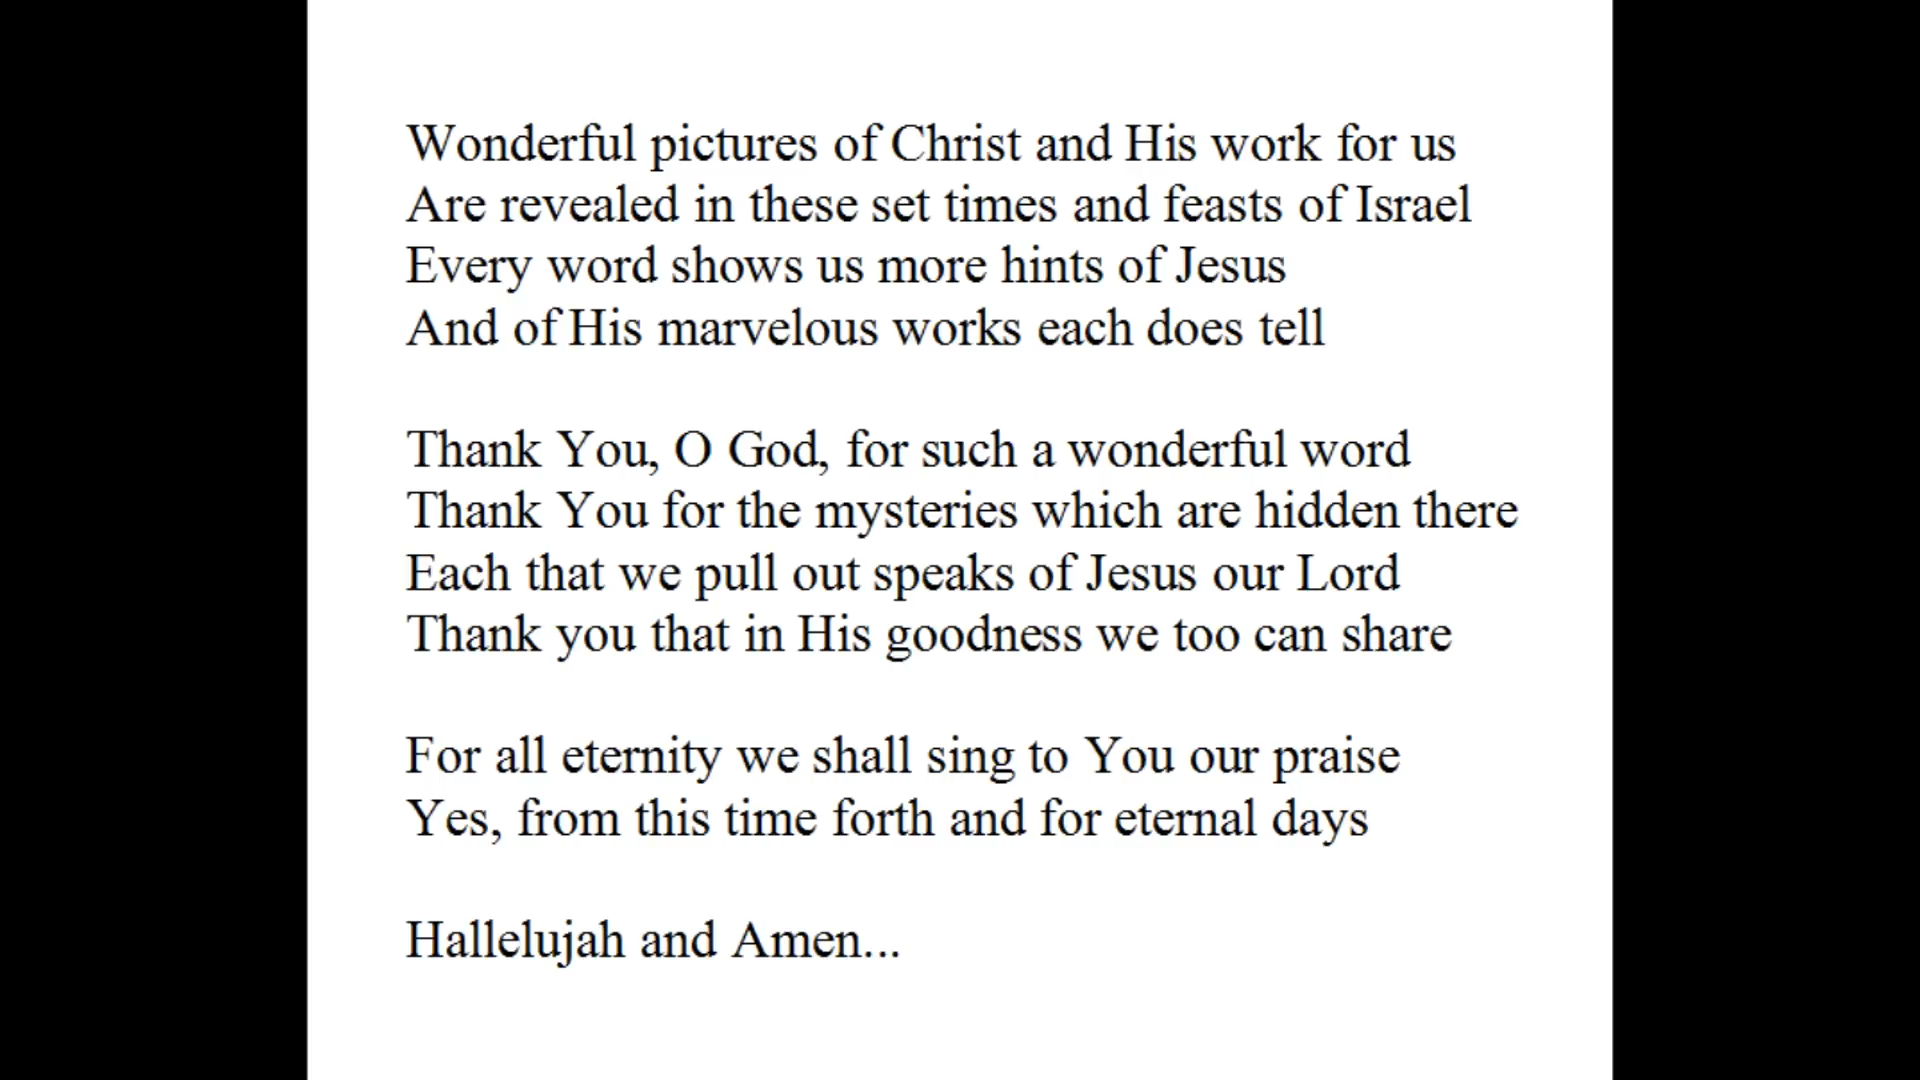 Wonderful pictures of Christ and His work for us
Are revealed in these set times and feasts of Israel
Every word shows us more hints of Jesus
And of His marvelous works each does tell
Thank You, O God, for such a wonderful word
Thank You for the mysteries which are hidden there
Each that we pull out speaks of Jesus our Lord
Thank you that in His goodness we too can share
For all eternity we shall sing to You our praise
Yes, from this time forth and for eternal days
Hallelujah and Amen...